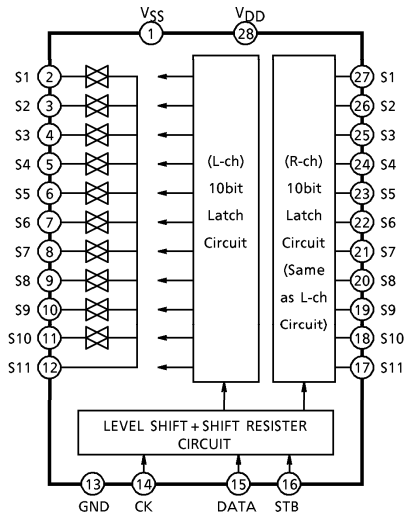 VSS VDD
1 28
S1 2 27 S1
S2 3 26 S2
S3 4 25 S3
S4 5 24 S4
S5 6 23 S5
S6 7 22 S6
S7 8 21 S7
S8 9 20 S8
S9 10 19 S9
S10 11 18 S10
S11 12 17 S11
(L-ch)
10bit
Latch
Circuit
(R-ch)
10bit
Latch
Circuit
(Same
as L-ch
Circuit)
LEVEL SHIFT + SHIFT RESISTER
CIRCUIT
13 14 15 16
GND CK DATA STB